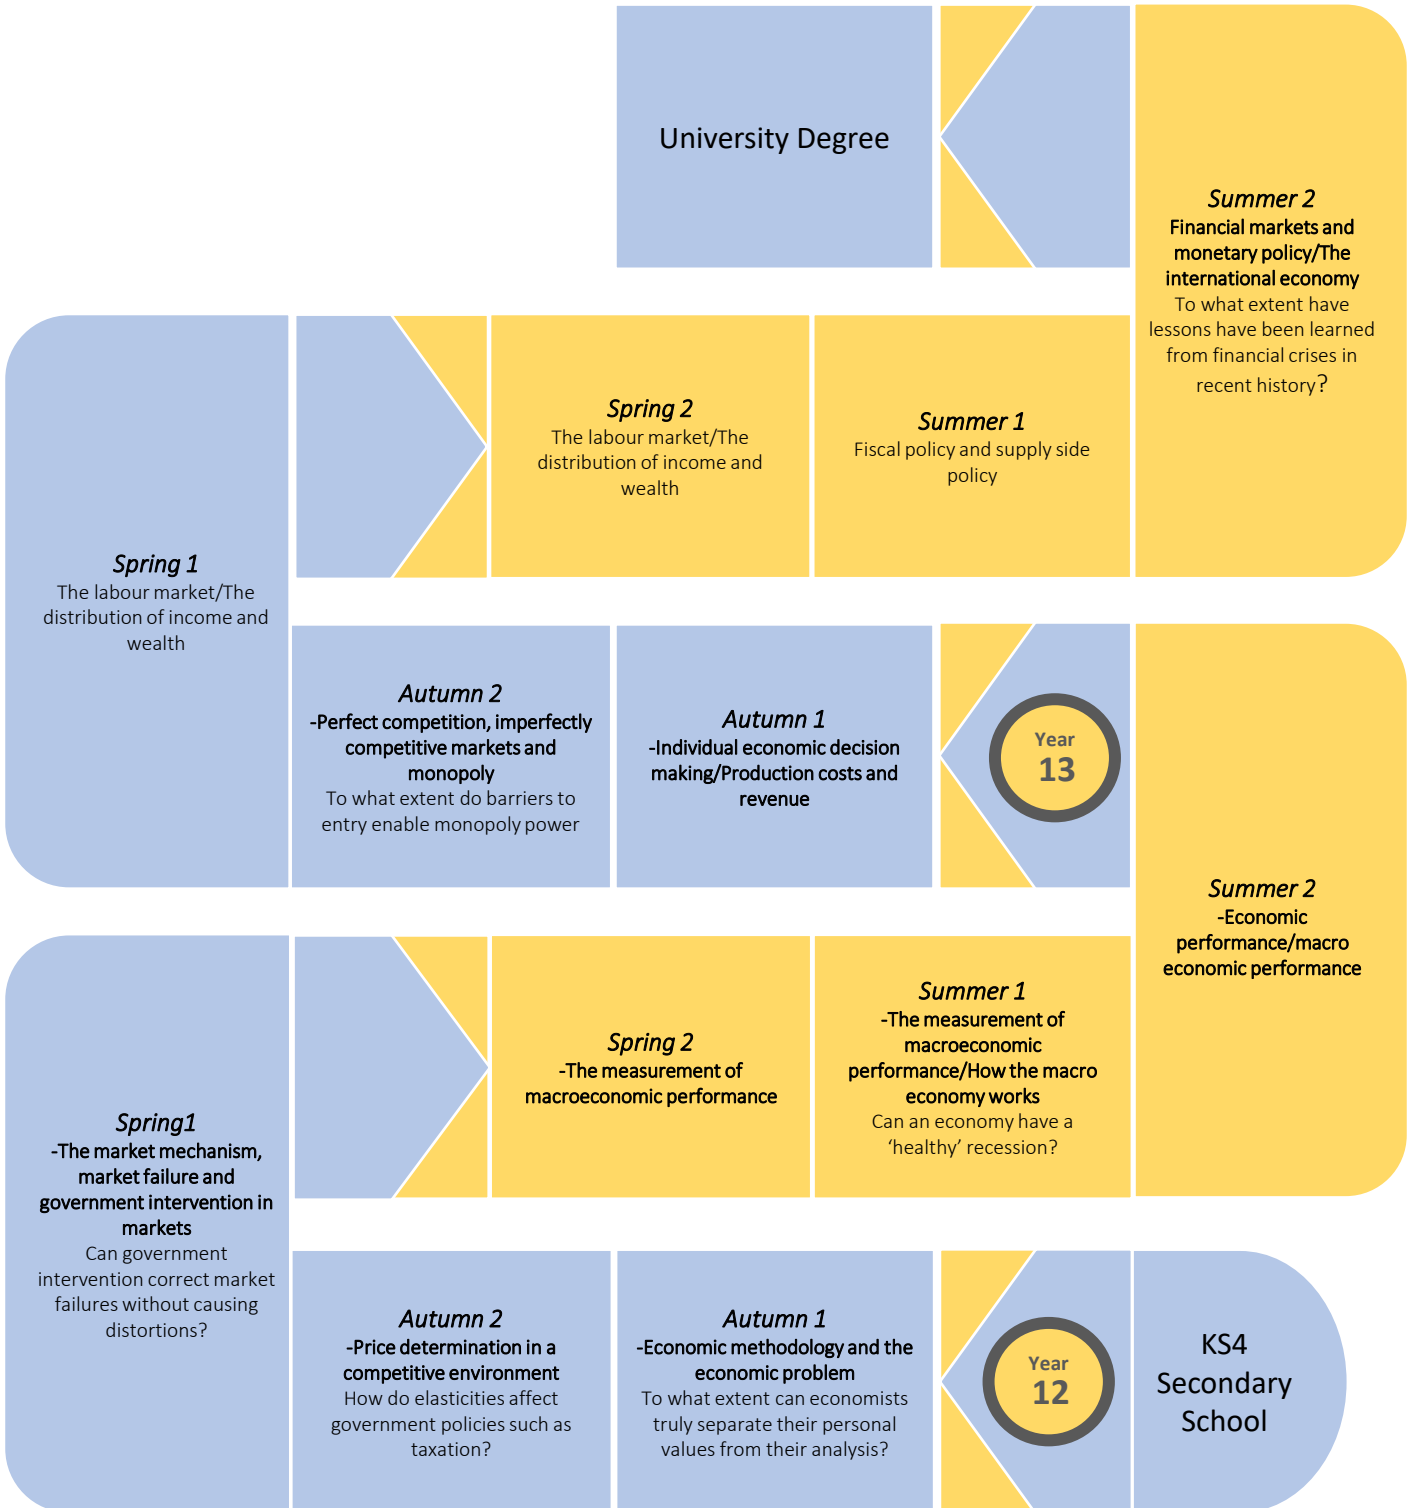 University Degree
Summer 2
Financial markets and
monetary policy/The
international economy
To what extent have
lessons have been learned
from financial crises in
recent history?
Spring 2
The labour market/The
distribution of income and
wealth
Summer 1
Fiscal policy and supply side
policy
Spring 1
The labour market/The
distribution of income and
wealth
Autumn 2
-Perfect competition, imperfectly
competitive markets and
monopoly
To what extent do barriers to
entry enable monopoly power
Autumn 1
-Individual economic decision
making/Production costs and
revenue
Year
13
Summer 2
-Economic
performance/macro
economic performance
Spring 2
-The measurement of
macroeconomic performance
Summer 1
-The measurement of
macroeconomic
performance/How the macro
economy works
Can an economy have a
‘healthy’ recession?
Spring1
-The market mechanism,
market failure and
government intervention in
markets
Can government
intervention correct market
failures without causing
distortions?
Autumn 2
-Price determination in a
competitive environment
How do elasticities affect
government policies such as
taxation?
Autumn 1
-Economic methodology and the
economic problem
To what extent can economists
truly separate their personal
values from their analysis?
Year
12
KS4
Secondary
School